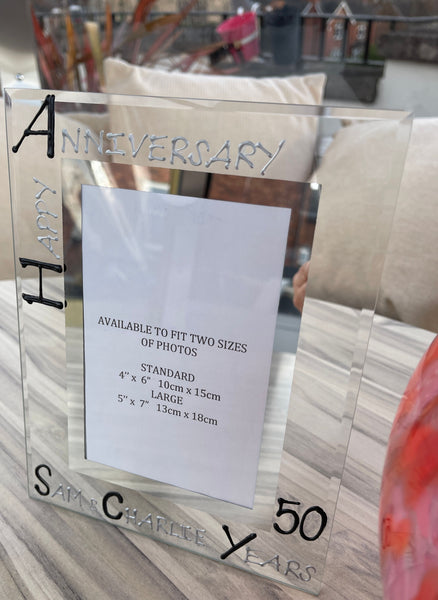 ANNIVERSARY
HAPPY
AVAILABLE TO FIT TWO SIZES
OF PHOTOS
STANDARD
4" x 6" 10cm x 15cm
LARGE
5" x 7" 13cm x 18cm
SAM & CHARLIE
50
YEARS